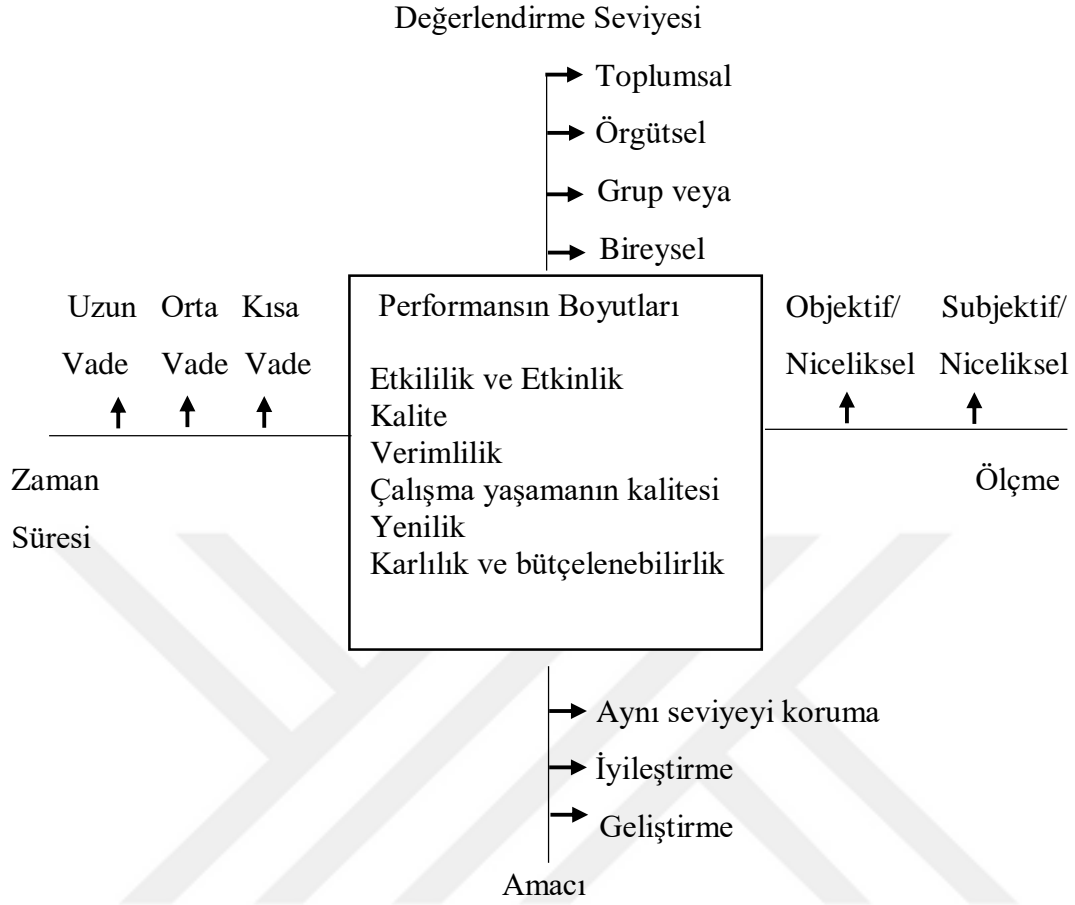 Değerlendirme Seviyesi
Toplumsal
Örgütsel
Grup veya
Bireysel
Uzun Orta Kısa
Vade Vade Vade
Zaman
Süresi
Performansın Boyutları
Etkililik ve Etkinlik
Kalite
Verimlilik
Çalışma yaşamanın kalitesi
Yenilik
Karlılık ve bütçelenebilirlik
Objektif/ Subjektif/
Niceliksel Niceliksel
Ölçme
Aynı seviyeyi koruma
İyileştirme
Geliştirme
Amacı